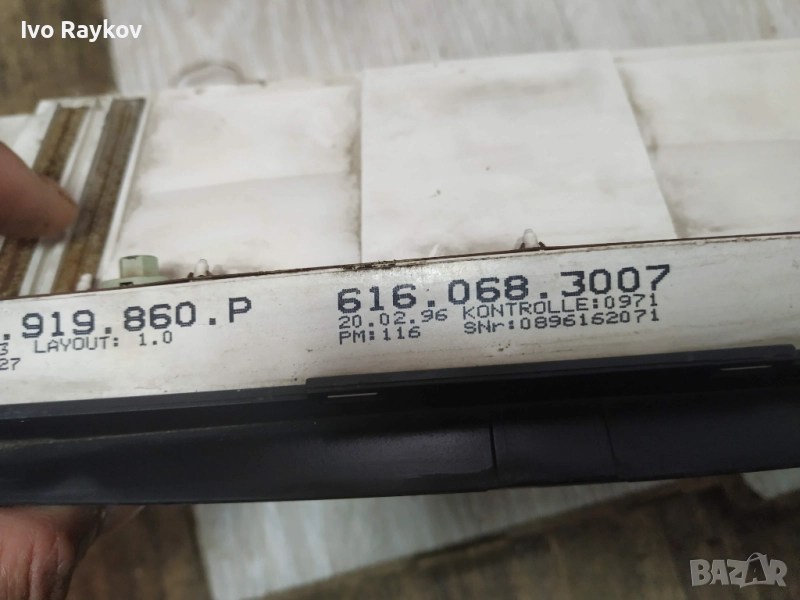 Ivo Raykov
.919.860.P
3 LAYOUT: 1.0
27
616.068.3007
20.02.96 KONTROLLE:0971
PM:116 SNr:0896162071
BAZAR